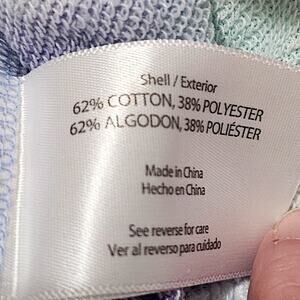 Shell / Exterior
62% COTTON, 38% POLYESTER
62% ALGODON, 38% POLIÉSTER
Made in China
Hecho en China
See reverse for care
Ver al reverso para cuidado